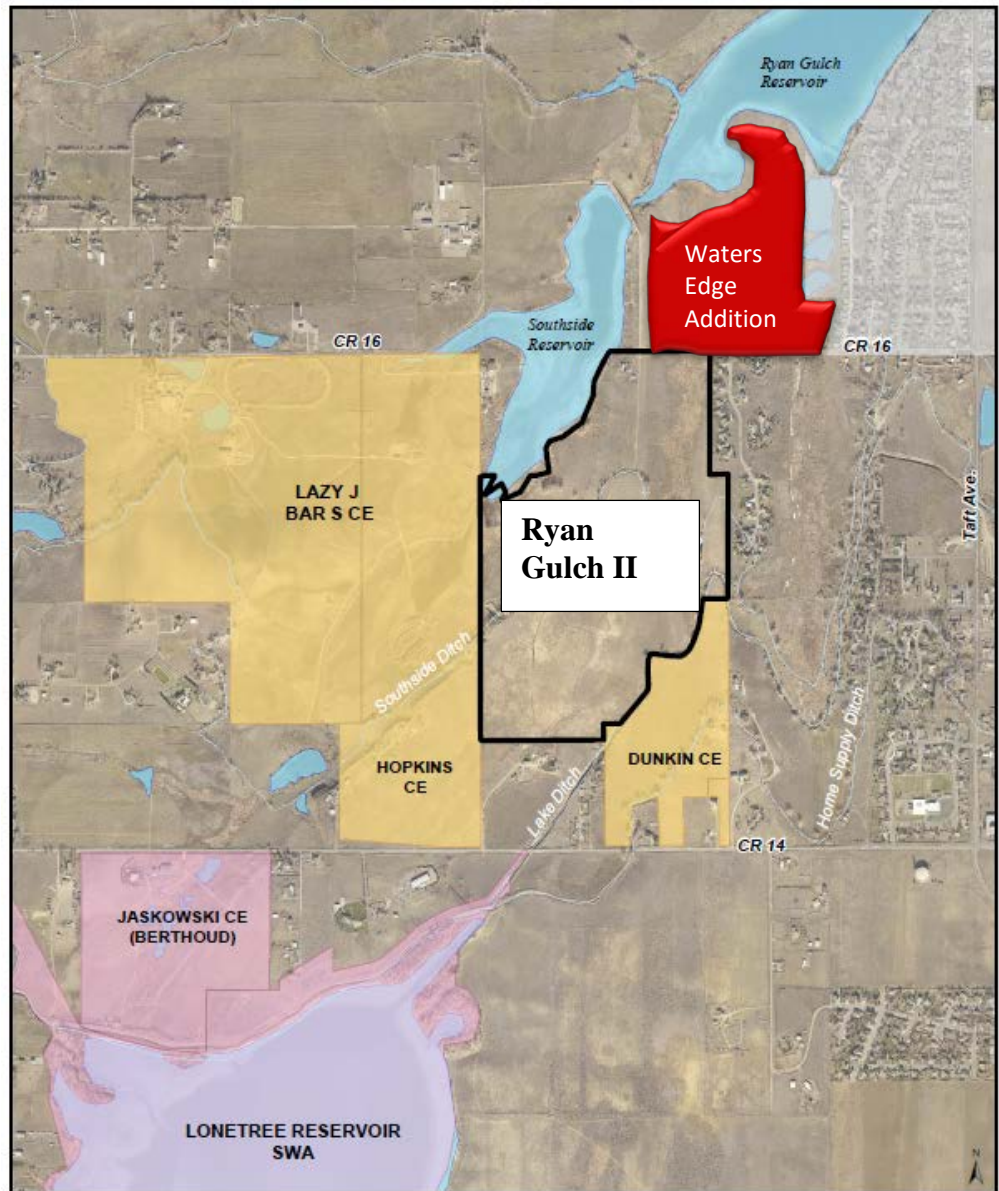 Ryan Gulch
Reservoir
Waters
Edge
Addition
Southside
Reservoir
CR 16
CR 16
LAZY J
BAR S CE
Ryan
Gulch II
Taft Ave.
Southside Ditch
HOPKINS
CE
DUNKIN CE
Lake Ditch
Home Supply Ditch
CR 14
JASKOWSKI CE
(BERTHOUD)
LONETREE RESERVOIR
SWA
N